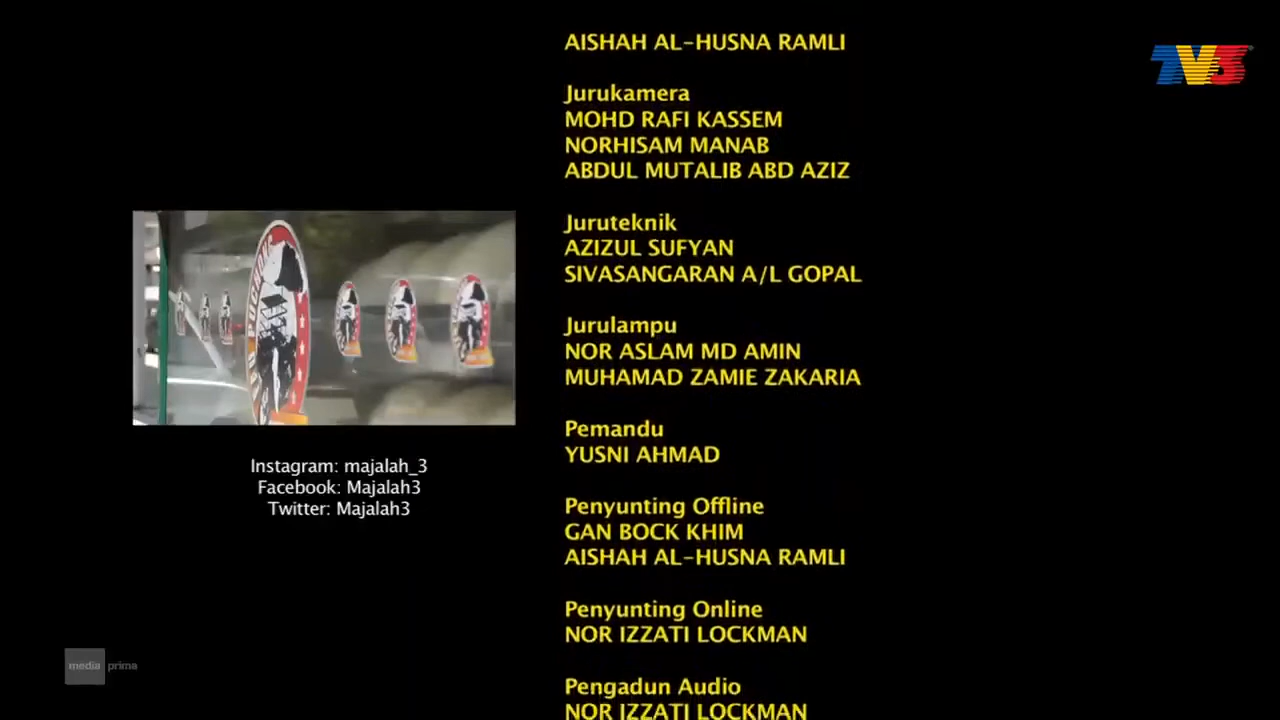 AISHAH AL-HUSNA RAMLI
TV3
Jurukamera
MOHD RAFI KASSEM
NORHISAM MANAB
ABDUL MUTALIB ABD AZIZ
Juruteknik
AZIZUL SUFYAN
SIVASANGARAN A/L GOPAL
Jurulampu
NOR ASLAM MD AMIN
MUHAMAD ZAMIE ZAKARIA
Pemandu
YUSNI AHMAD
Penyunting Offline
GAN BOCK KHIM
AISHAH AL-HUSNA RAMLI
Penyunting Online
NOR IZZATI LOCKMAN
Pengadun Audio
NOR IZZATI LOCKMAN
Instagram: majalah_3
Facebook: Majalah3
Twitter: Majalah3
media prima